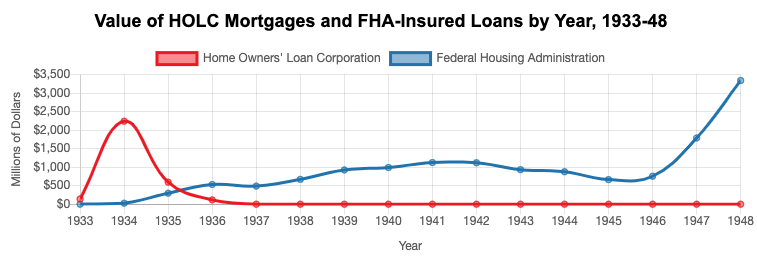 Value of HOLC Mortgages and FHA-Insured Loans by Year, 1933-48
Home Owners' Loan Corporation Federal Housing Administration
Millions of Dollars
$3,500
$3,000
$2,500
$2,000
$1,500
$1,000
$500
$0
1933 1934 1935 1936 1937 1938 1939 1940 1941 1942 1943 1944 1945 1946 1947 1948
Year